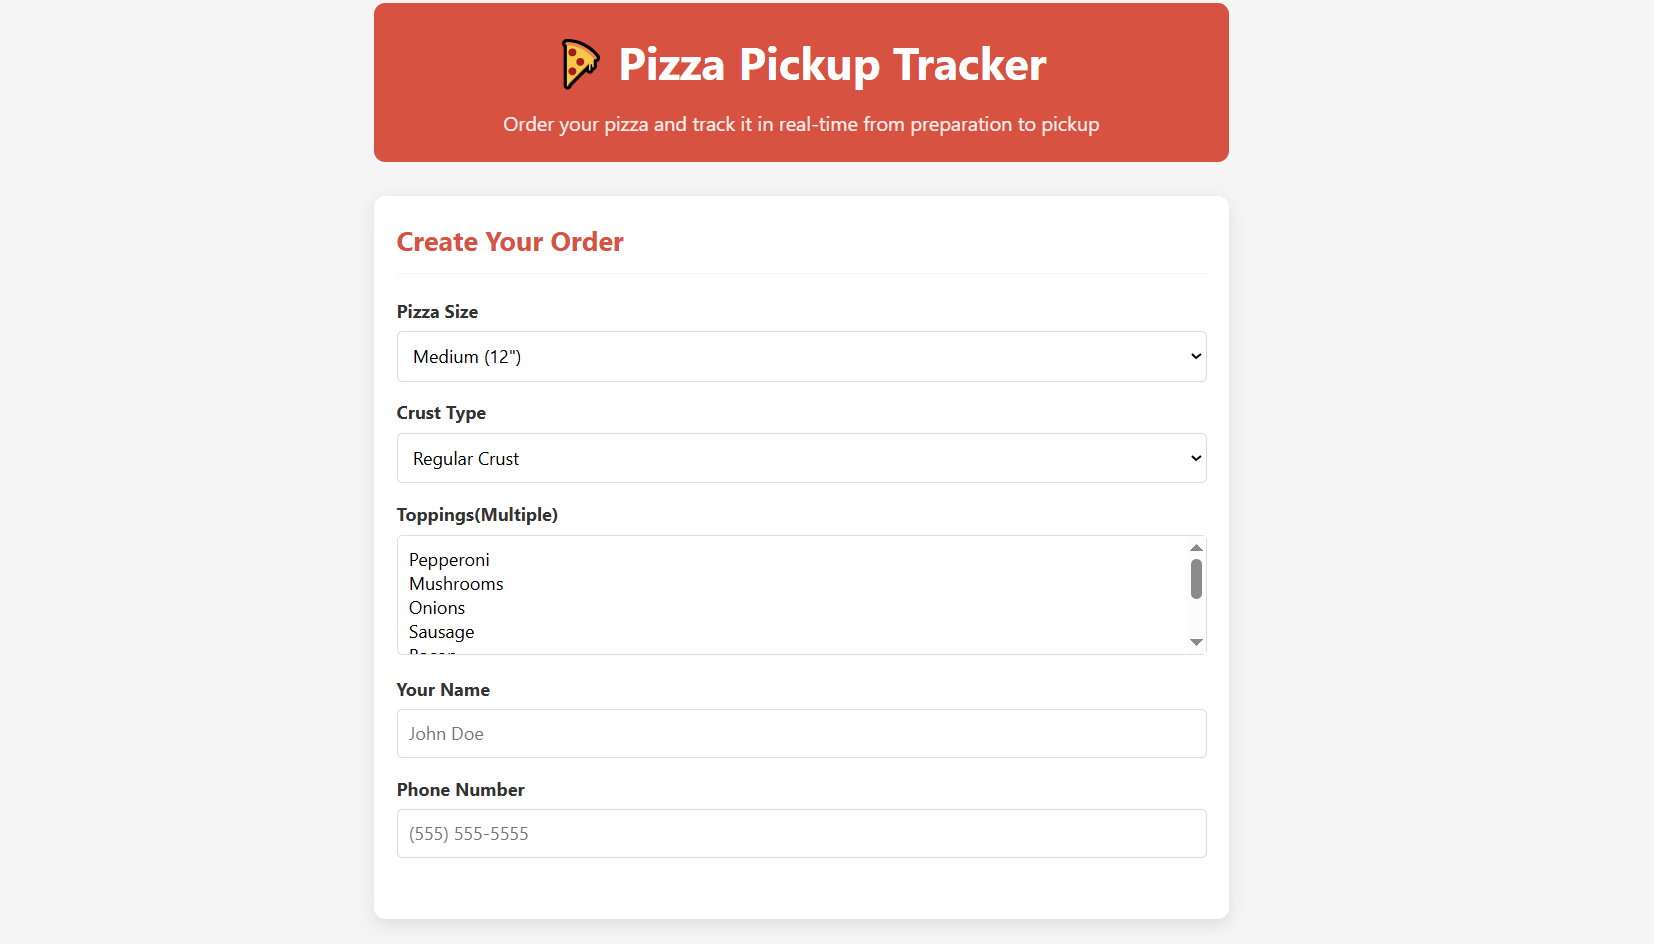 Pizza Pickup Tracker
Order your pizza and track it in real-time from preparation to pickup
Create Your Order
Pizza Size
Medium (12")
Crust Type
Regular Crust
Toppings(Multiple)
Pepperoni
Mushrooms
Onions
Sausage
Your Name
John Doe
Phone Number
(555) 555-5555